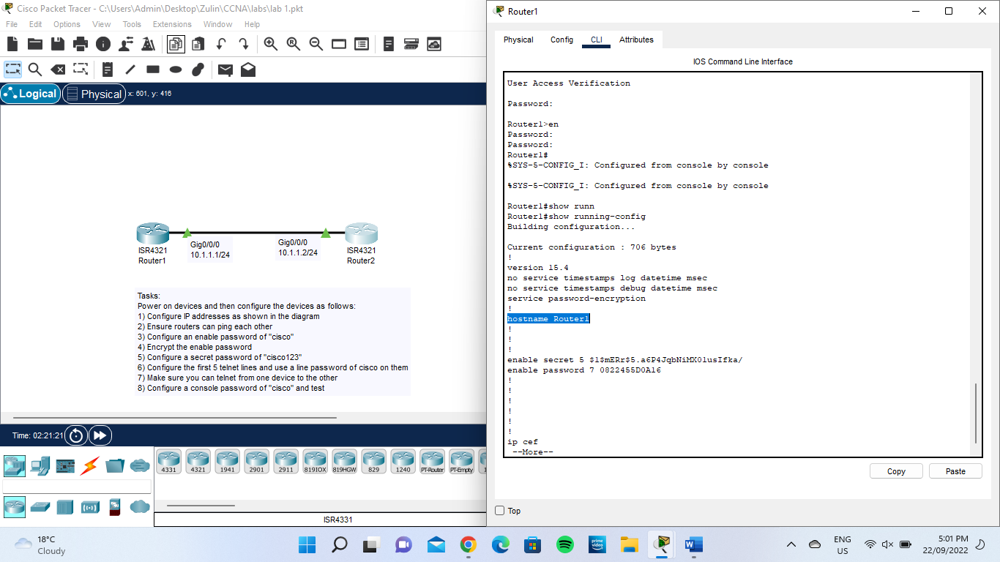 Cisco Packet Tracer - C:\Users\Admin\Desktop\Zulin\CCNA\labs\lab 1.pkt
File Edit Options View Tools Extensions Window Help
Logical Physical x: 601, y: 416
Gig0/0/0
10.1.1.1/24
Gig0/0/0
10.1.1.2/24
ISR4321
Router1
ISR4321
Router2
Tasks:
Power on devices and then configure the devices as follows:
1) Configure IP addresses as shown in the diagram
2) Ensure routers can ping each other
3) Configure an enable password of "cisco"
4) Encrypt the enable password
5) Configure a secret password of "cisco123"
6) Configure the first 5 telnet lines and use a line password of cisco on them
7) Make sure you can telnet from one device to the other
8) Configure a console password of "cisco" and test
Time: 02:21:21
4331 4321 1941 2901 2911 819IOX 819HGW 829 1240 PT-Router PT-Empty
ISR4331
Router1
Physical Config CLI Attributes
IOS Command Line Interface
User Access Verification
Password:
Router1>en
Password:
Password:
Router1#
%SYS-5-CONFIG_I: Configured from console by console
%SYS-5-CONFIG_I: Configured from console by console
Router1#show runn
Router1#show running-config
Building configuration...
Current configuration : 706 bytes
!
version 15.4
no service timestamps log datetime msec
no service timestamps debug datetime msec
service password-encryption
!
hostname Router1
!
!
!
enable secret 5 $1$mERr$5.a6P4JqbNiMX01usIfka/
enable password 7 0822455D0A16
!
!
!
!
!
!
ip cef
--More--
Copy Paste
Top
18°C
Cloudy
prime video
W
ENG
US
5:01 PM
22/09/2022